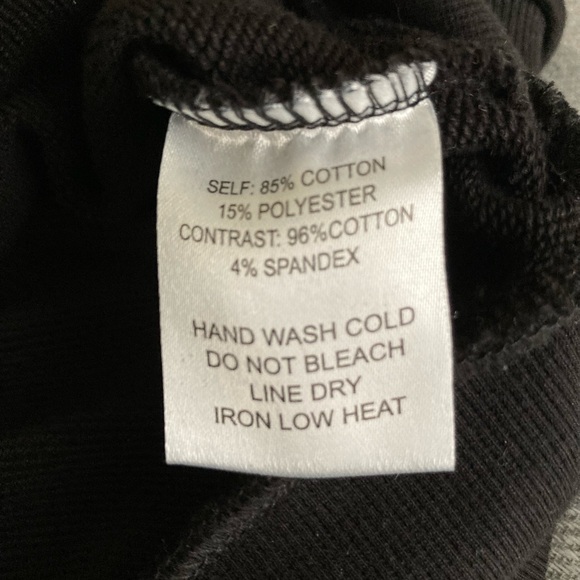 SELF: 85% COTTON
15% POLYESTER
CONTRAST: 96%COTTON
4% SPANDEX
HAND WASH COLD
DO NOT BLEACH
LINE DRY
IRON LOW HEAT